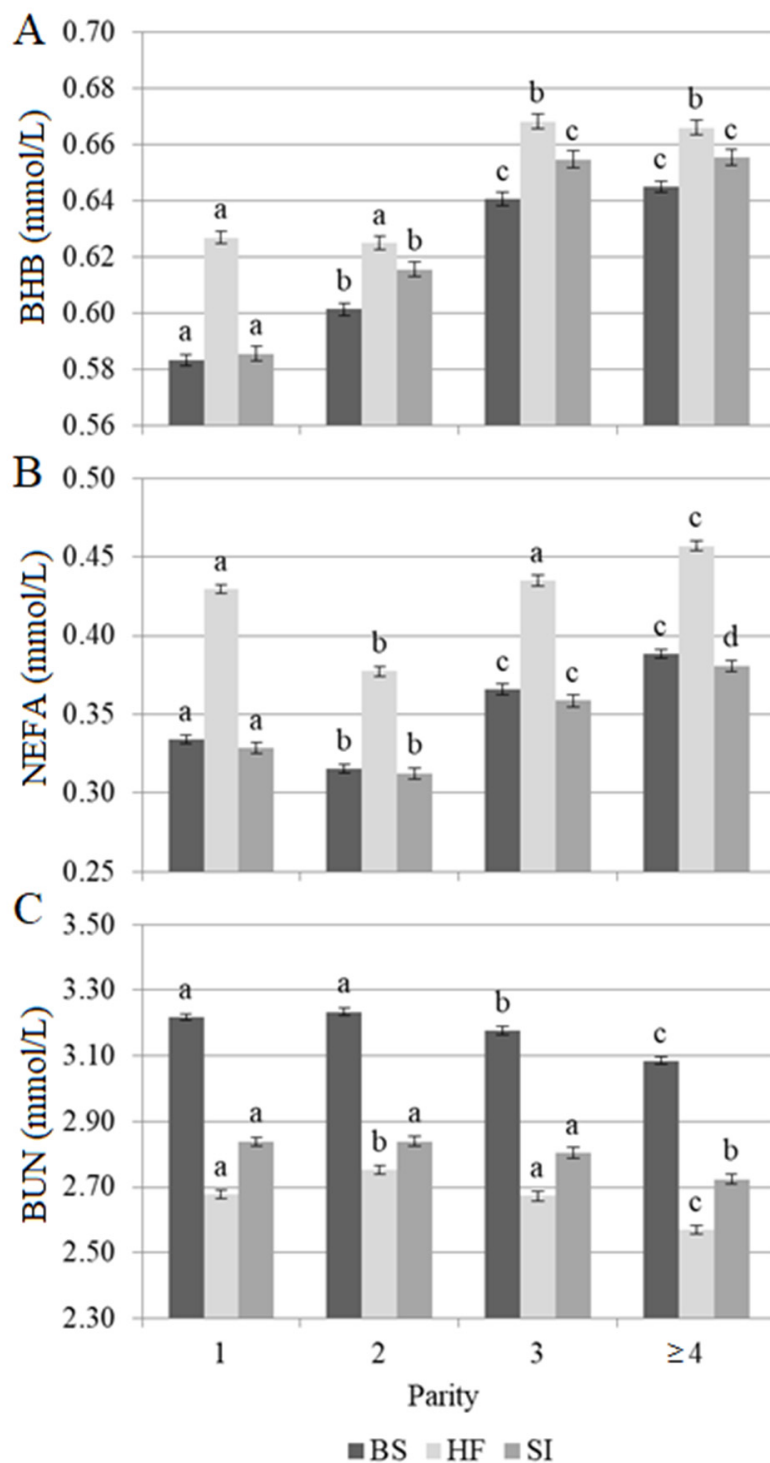 A
0.70
0.68
0.66
0.64
0.62
0.60
0.58
0.56
BHB (mmol/L)
a a a
b a b
c b c
c b c
B
0.50
0.45
0.40
0.35
0.30
0.25
NEFA (mmol/L)
a a a
b b b
c a c
c c d
C
3.50
3.30
3.10
2.90
2.70
2.50
2.30
BUN (mmol/L)
a a a
a b a
b a a
c c b
1 2 3 ≥4
Parity
BS HF SI